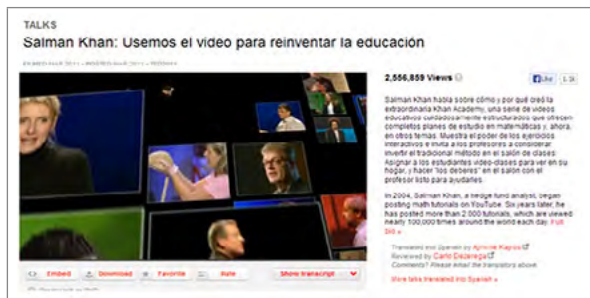 TALKS
Salman Khan: Usemos el video para reinventar la educación
2,556,859 Views
Like 1.1k
Salman Khan habla sobre cómo y por qué creó la
extraordinaria Khan Academy, una serie de videos
educativos cuidadosamente estructurados que ofrecen
completos planes de estudio en matemáticas y, ahora,
en otros temas. Muestra el poder de los ejercicios
interactivos e invita a los profesores a considerar
invertir el tradicional método en el salón de clases:
Asignar a los estudiantes video-clases para ver en su
hogar, y hacer "los deberes" en el salón con el
profesor listo para ayudarles.
In 2004, Salman Khan, a hedge fund analyst, began
posting math tutorials on YouTube. Six years later, he
has posted more than 2.000 tutorials, which are viewed
nearly 100,000 times around the world each day. Full
bio »
Translated into Spanish by
Reviewed by
Comments? Please email the translators above.
More talks translated into Spanish »
Embed Download Favorite Rate Show transcript